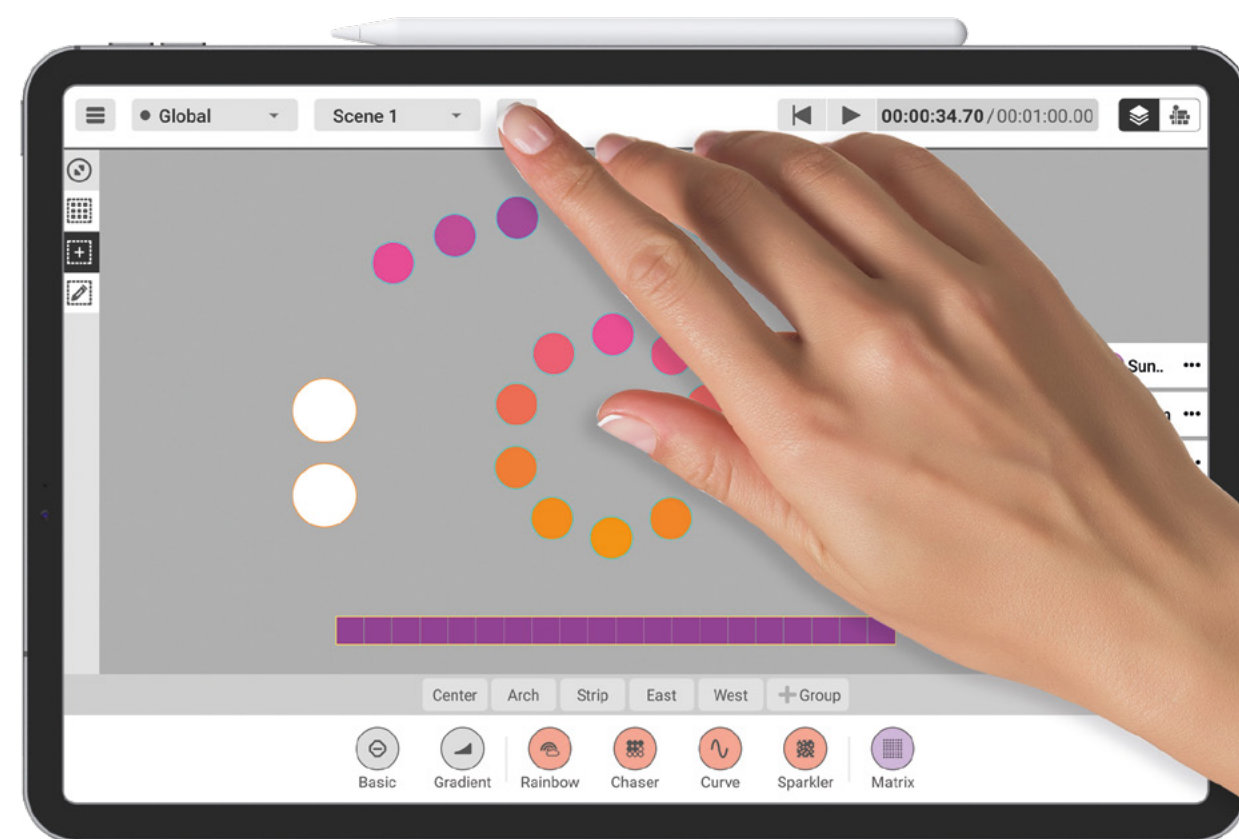 Global
Scene 1
00:00:34.70/00:01:00.00
Sun..
Center Arch Strip East West Group
Basic Gradient Rainbow Chaser Curve Sparkler Matrix